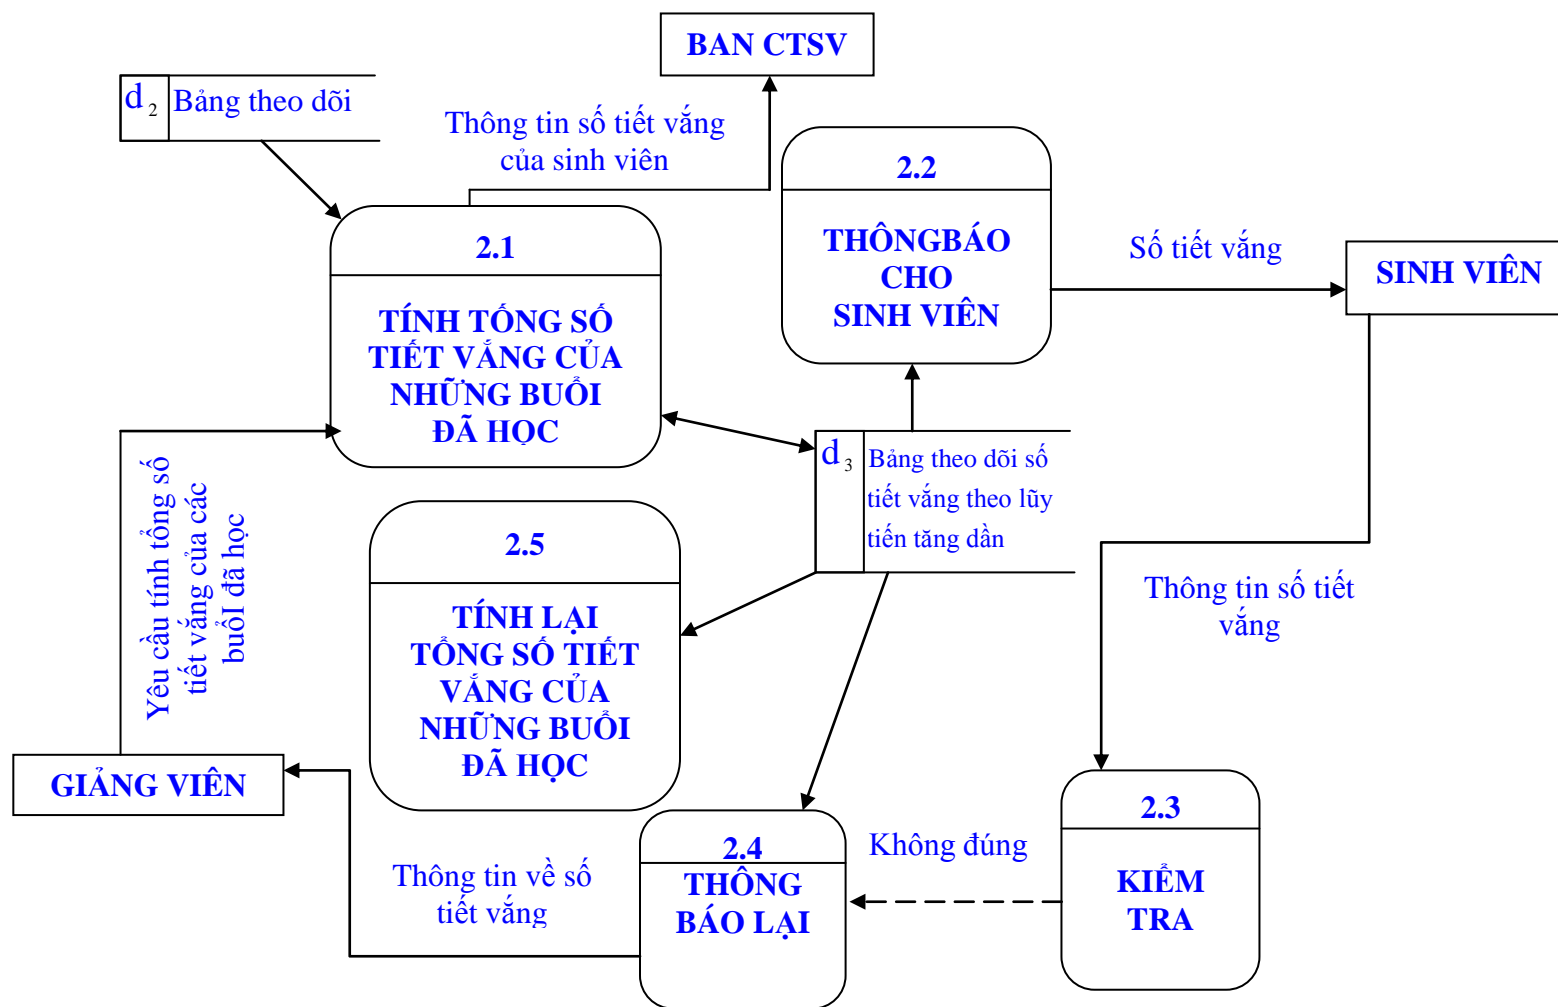 BAN CTSV
d 2 Bảng theo dõi
Thông tin số tiết vắng
của sinh viên
2.2
THÔNGBÁO
CHO
SINH VIÊN
Số tiết vắng
SINH VIÊN
2.1
TÍNH TỐNG SỐ
TIẾT VẮNG CỦA
NHỮNG BUỔI
ĐÃ HỌC
d 3 Bảng theo dõi số
tiết vắng theo lũy
tiến tăng dần
Yêu cầu tính tổng số
tiết vắng của các
buổI đã học
2.5
TÍNH LẠI
TỔNG SỐ TIẾT
VẮNG CỦA
NHỮNG BUỔI
ĐÃ HỌC
Thông tin số tiết
vắng
GIẢNG VIÊN
2.3
KIỂM
TRA
Không đúng
2.4
THÔNG
BÁO LẠI
Thông tin về số
tiết vắng